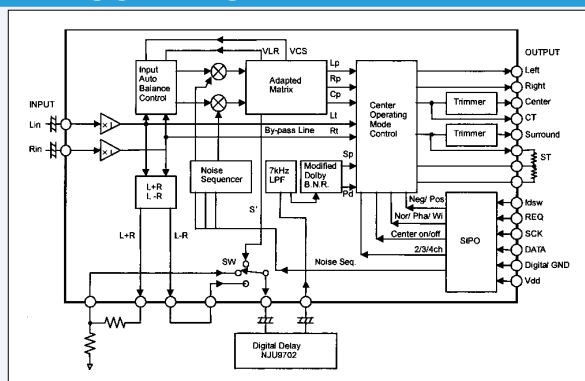 VLR
VCS
Lp
Rp
Cp
Lt
Rt
Sp
Pd
Input
Auto
Balance
Control
Adapted
Matrix
Center
Operating
Mode
Control
OUTPUT
Left
Right
Center
CT
Surround
ST
Trimmer
Trimmer
INPUT
Lin
Rin
× 1
× 1
By-pass Line
L+R
L -R
Noise
Sequencer
7kHz
LPF
Modified
Dolby
B.N.R.
S'
L+R
L-R
SW
Neg/ Pos
Nor/ Pha/ Wi
Center on/off
2/3/4ch
Noise Seq.
SIPO
fdsw
REQ
SCK
DATA
Digital GND
Vdd
Digital Delay
NJU9702